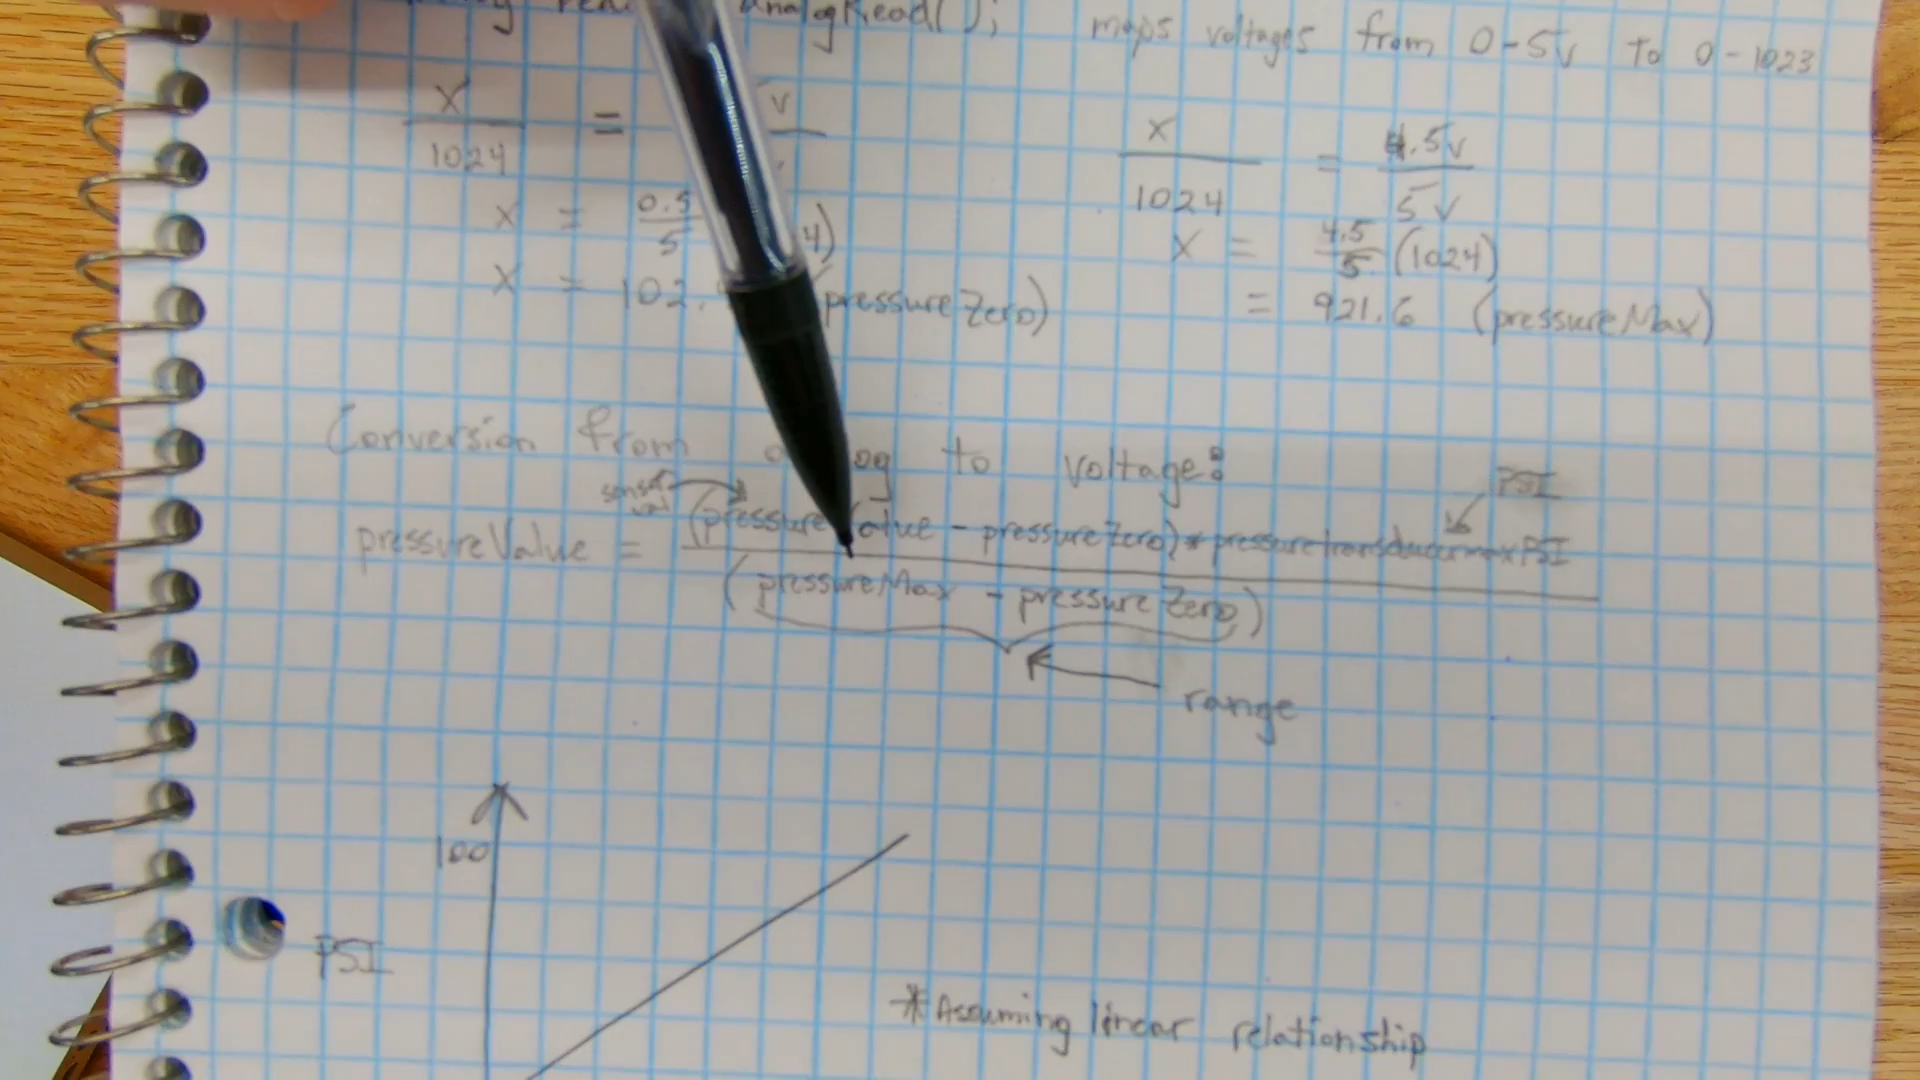 analogRead(); maps voltages from 0-5v to 0-1023
x / 1024 = v
x / 1024 = 4.5v / 5v
x = 0.5 / 5 4)
x = 4.5 / 5 (1024)
x = 102. (pressureZero)
= 921.6 (pressureMax)
Conversion from to voltage:
PSI
sensor val
pressureValue = (pressureValue - pressureZero) * pressuretransducermaxPSI
(pressureMax - pressureZero)
range
100
PSI
*Assuming linear relationship